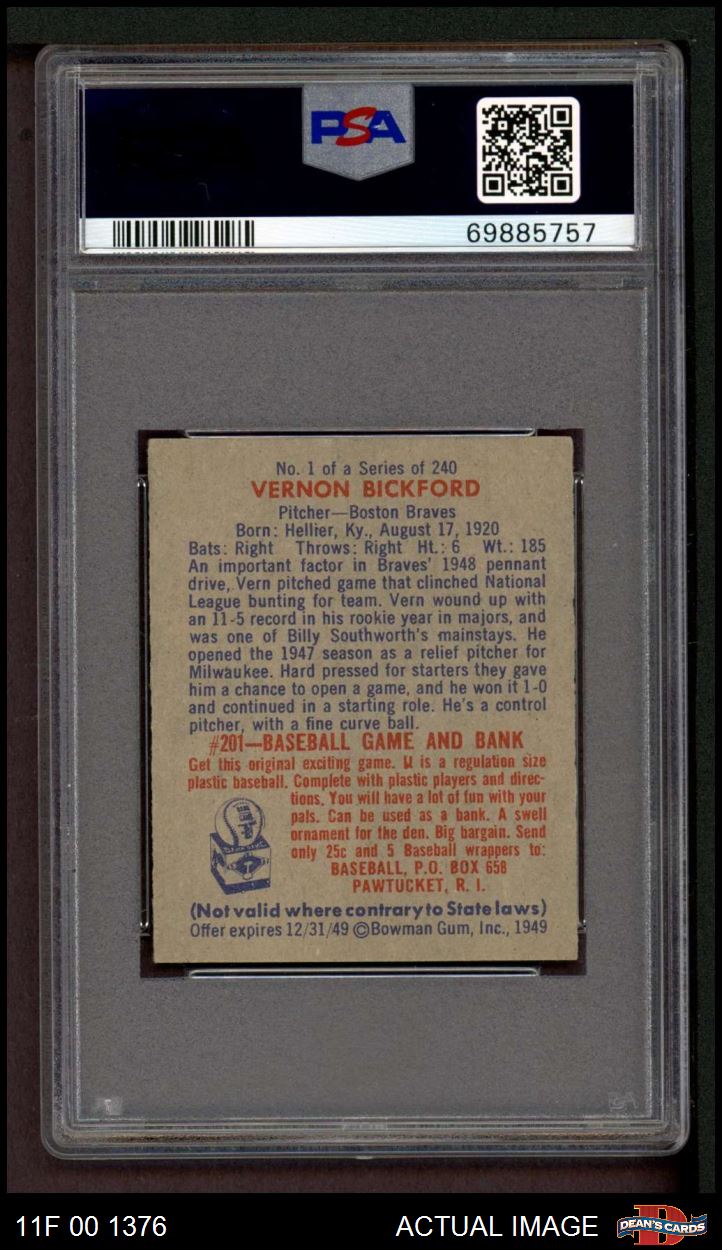 PSA
69885757
No. 1 of a Series of 240
VERNON BICKFORD
Pitcher—Boston Braves
Born: Hellier, Ky., August 17, 1920
Bats: Right Throws: Right Ht.: 6 Wt.: 185
An important factor in Braves' 1948 pennant
drive, Vern pitched game that clinched National
League bunting for team. Vern wound up with
an 11-5 record in his rookie year in majors, and
was one of Billy Southworth's mainstays. He
opened the 1947 season as a relief pitcher for
Milwaukee. Hard pressed for starters they gave
him a chance to open a game, and he won it 1-0
and continued in a starting role. He's a control
pitcher, with a fine curve ball.
#201—BASEBALL GAME AND BANK
Get this original exciting game. It is a regulation size
plastic baseball. Complete with plastic players and direc-
tions. You will have a lot of fun with your
pals. Can be used as a bank. A swell
ornament for the den. Big bargain. Send
only 25c and 5 Baseball wrappers to:
BASEBALL, P.O. BOX 658
PAWTUCKET, R. I.
(Not valid where contrary to State laws)
Offer expires 12/31/49 ©Bowman Gum, Inc., 1949
11F 00 1376
ACTUAL IMAGE
DEAN'S CARDS